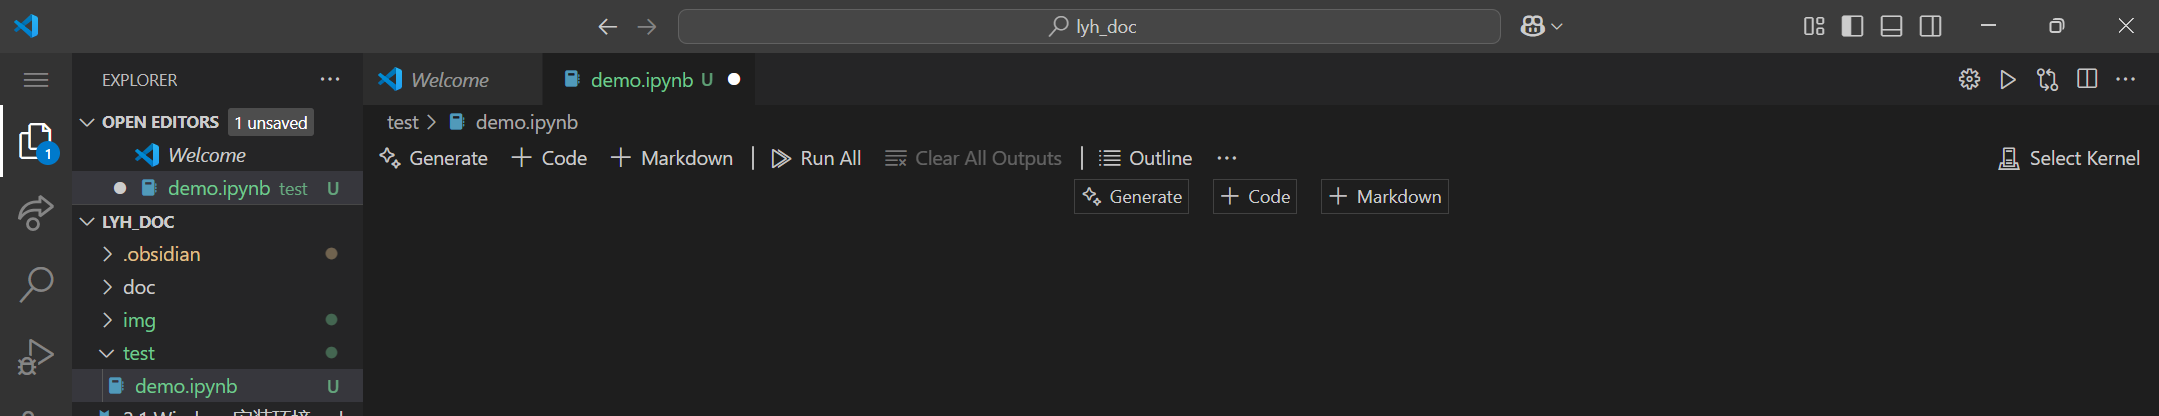 lyh_doc
EXPLORER
OPEN EDITORS 1 unsaved
Welcome
demo.ipynb test U
LYH_DOC
.obsidian
doc
img
test
demo.ipynb U
1
Welcome
demo.ipynb U
test > demo.ipynb
Generate + Code + Markdown | Run All Clear All Outputs | Outline ... Select Kernel
Generate + Code + Markdown